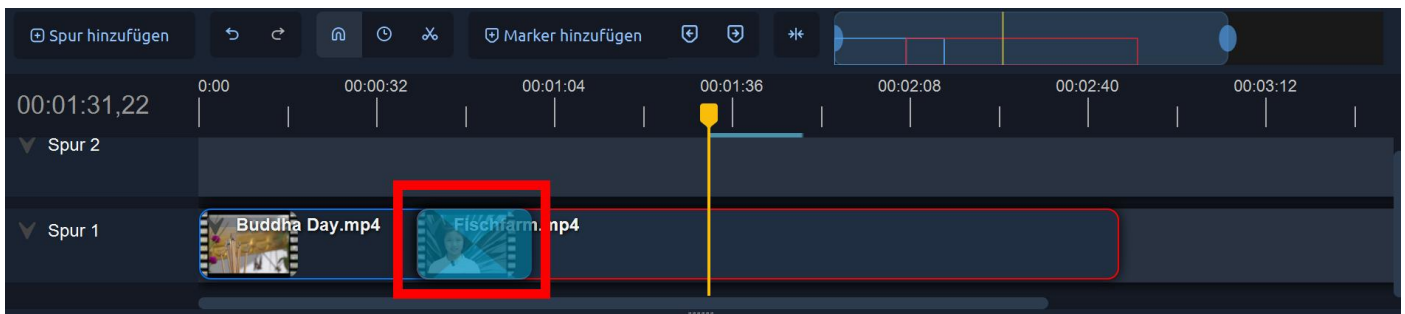 Spur hinzufügen
Marker hinzufügen
00:01:31,22
0:00 00:00:32 00:01:04 00:01:36 00:02:08 00:02:40 00:03:12
Spur 2
Spur 1
Buddha Day.mp4 Fischfarm.mp4